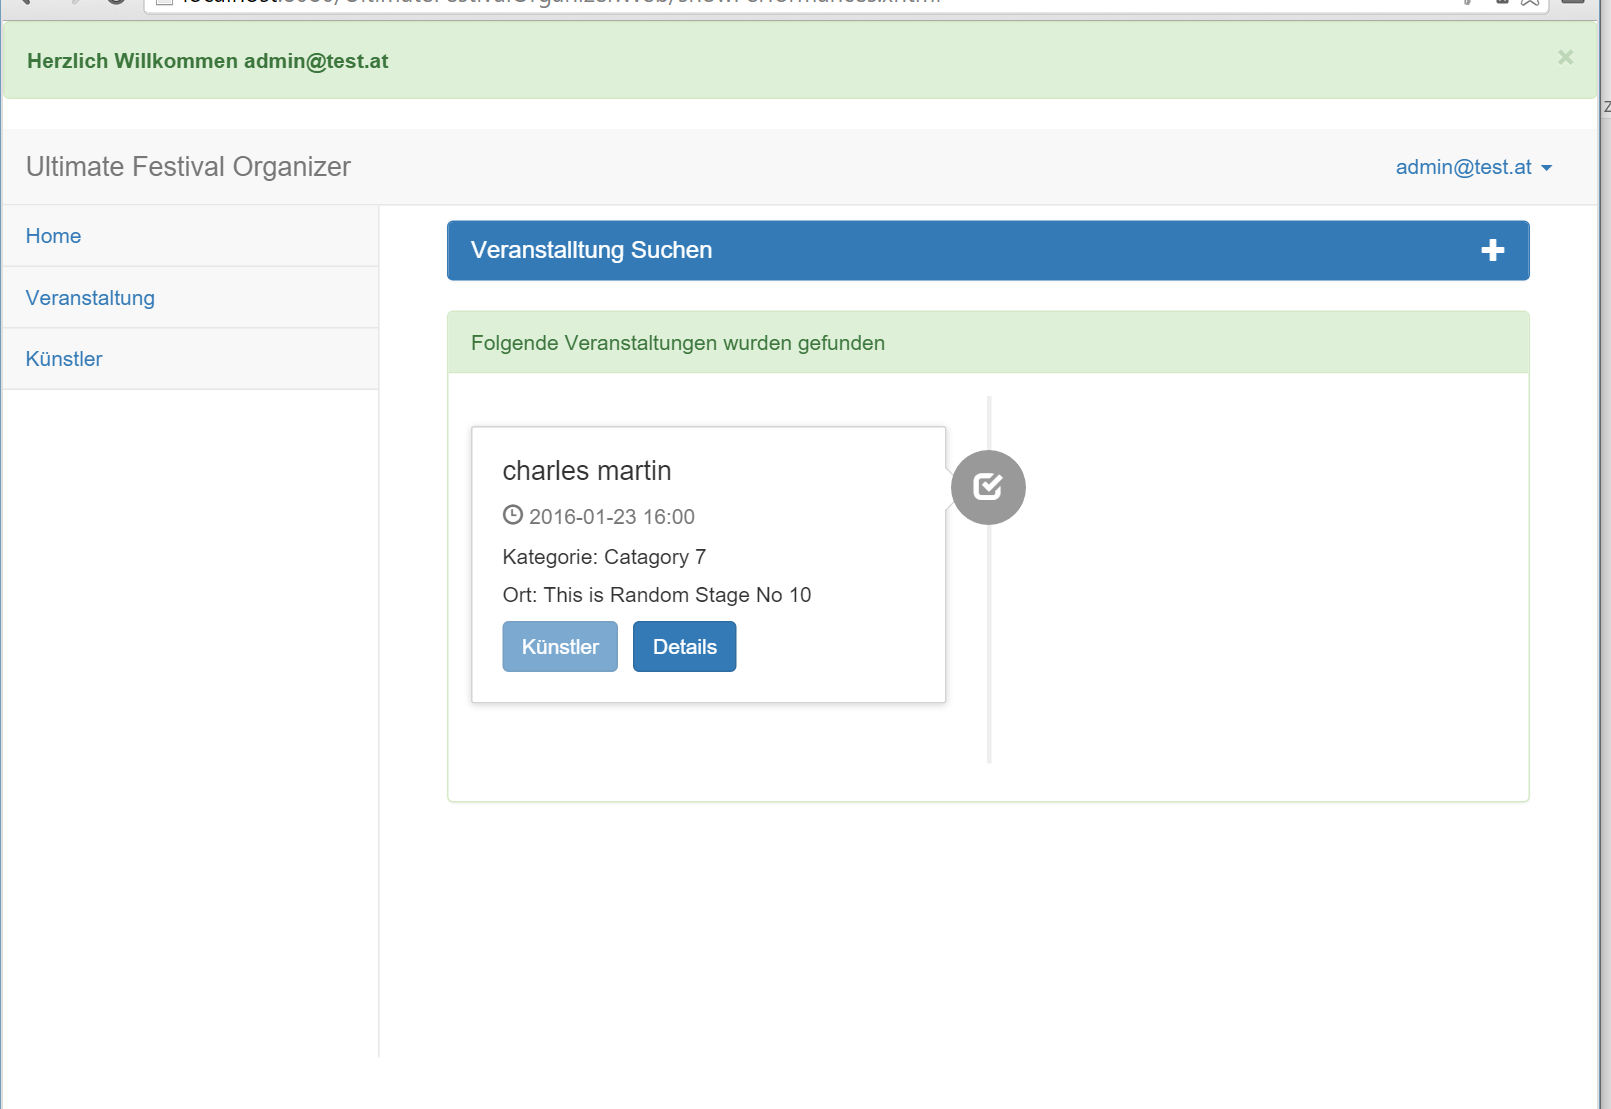 Herzlich Willkommen admin@test.at
×
Ultimate Festival Organizer
admin@test.at
Home
Veranstaltung
Künstler
Veranstalltung Suchen
Folgende Veranstaltungen wurden gefunden
charles martin
2016-01-23 16:00
Kategorie: Catagory 7
Ort: This is Random Stage No 10
Künstler Details